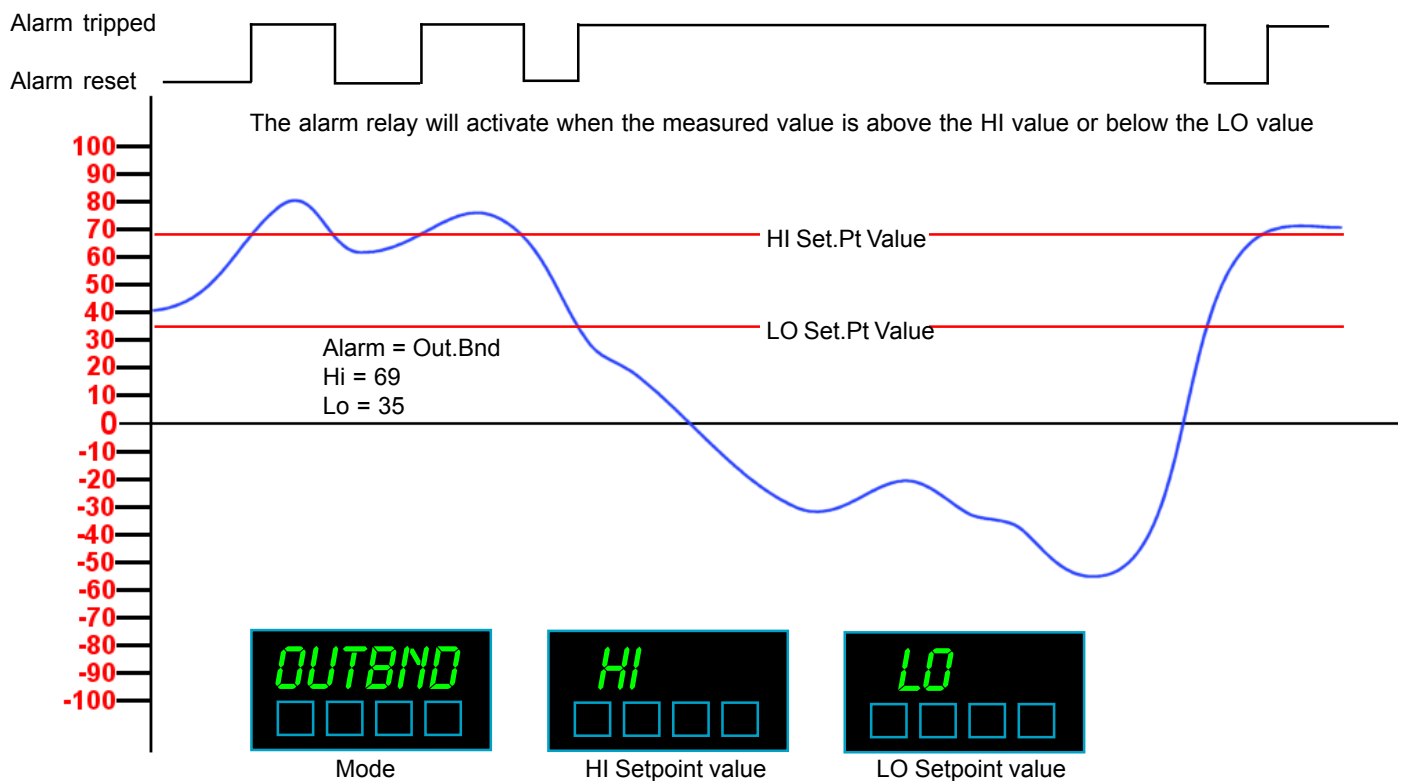 Alarm tripped
Alarm reset
The alarm relay will activate when the measured value is above the HI value or below the LO value
100
90
80
70
HI Set.Pt Value
60
50
40
30
LO Set.Pt Value
Alarm = Out.Bnd
Hi = 69
Lo = 35
20
10
0
-10
-20
-30
-40
-50
-60
-70
-80
-90
-100
OUTBND
HI
LO
Mode
HI Setpoint value
LO Setpoint value